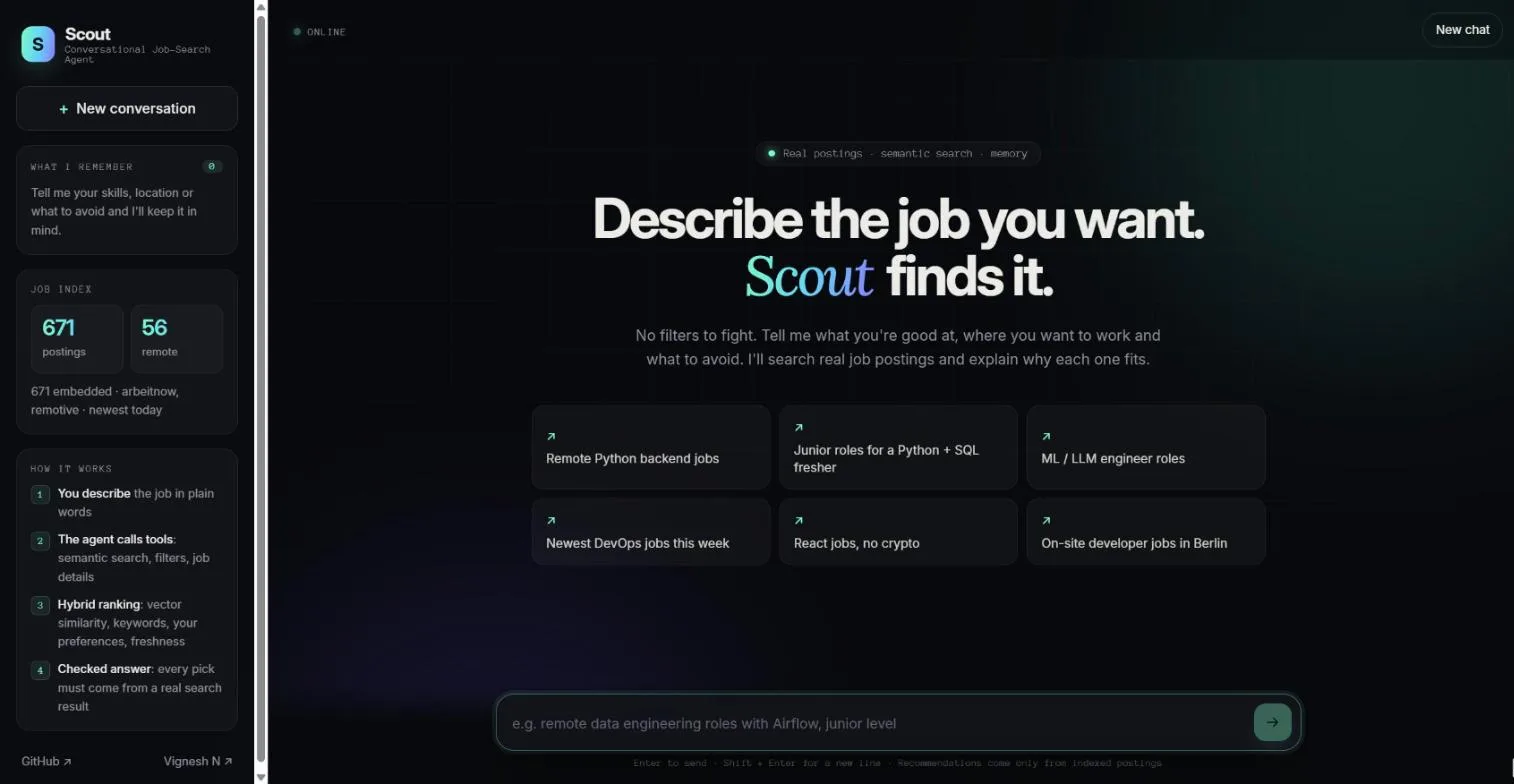 S
Scout
Conversational Job-Search
Agent
+ New conversation
WHAT I REMEMBER
0
Tell me your skills, location or
what to avoid and I'll keep it in
mind.
JOB INDEX
671
postings
56
remote
671 embedded · arbeitnow,
remotive · newest today
HOW IT WORKS
1
You describe the job in plain
words
2
The agent calls tools:
semantic search, filters, job
details
3
Hybrid ranking: vector
similarity, keywords, your
preferences, freshness
4
Checked answer: every pick
must come from a real search
result
GitHub ↗
Vignesh N ↗
ONLINE
New chat
Real postings · semantic search · memory
Describe the job you want.
Scout finds it.
No filters to fight. Tell me what you're good at, where you want to work and
what to avoid. I'll search real job postings and explain why each one fits.
↗
Remote Python backend jobs
↗
Junior roles for a Python + SQL
fresher
↗
ML / LLM engineer roles
↗
Newest DevOps jobs this week
↗
React jobs, no crypto
↗
On-site developer jobs in Berlin
e.g. remote data engineering roles with Airflow, junior level
→
Enter to send · Shift + Enter for a new line · Recommendations come only from indexed postings